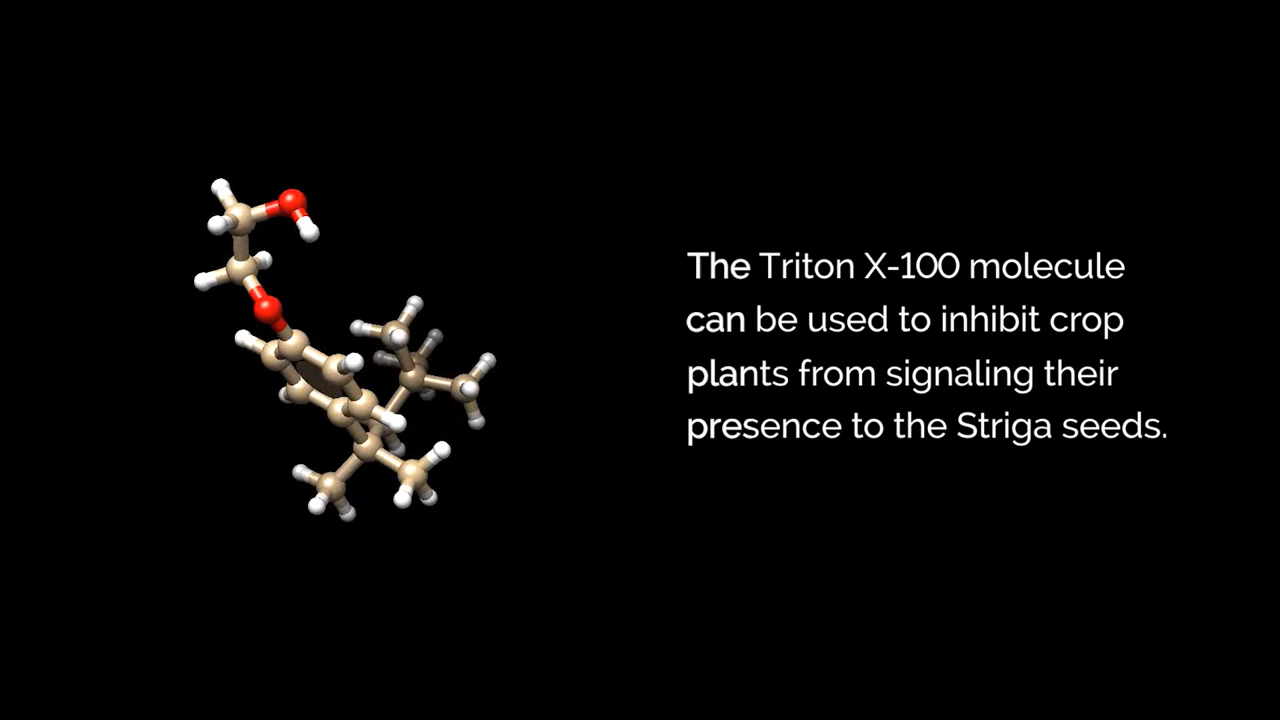 The Triton X-100 molecule
can be used to inhibit crop
plants from signaling their
presence to the Striga seeds.